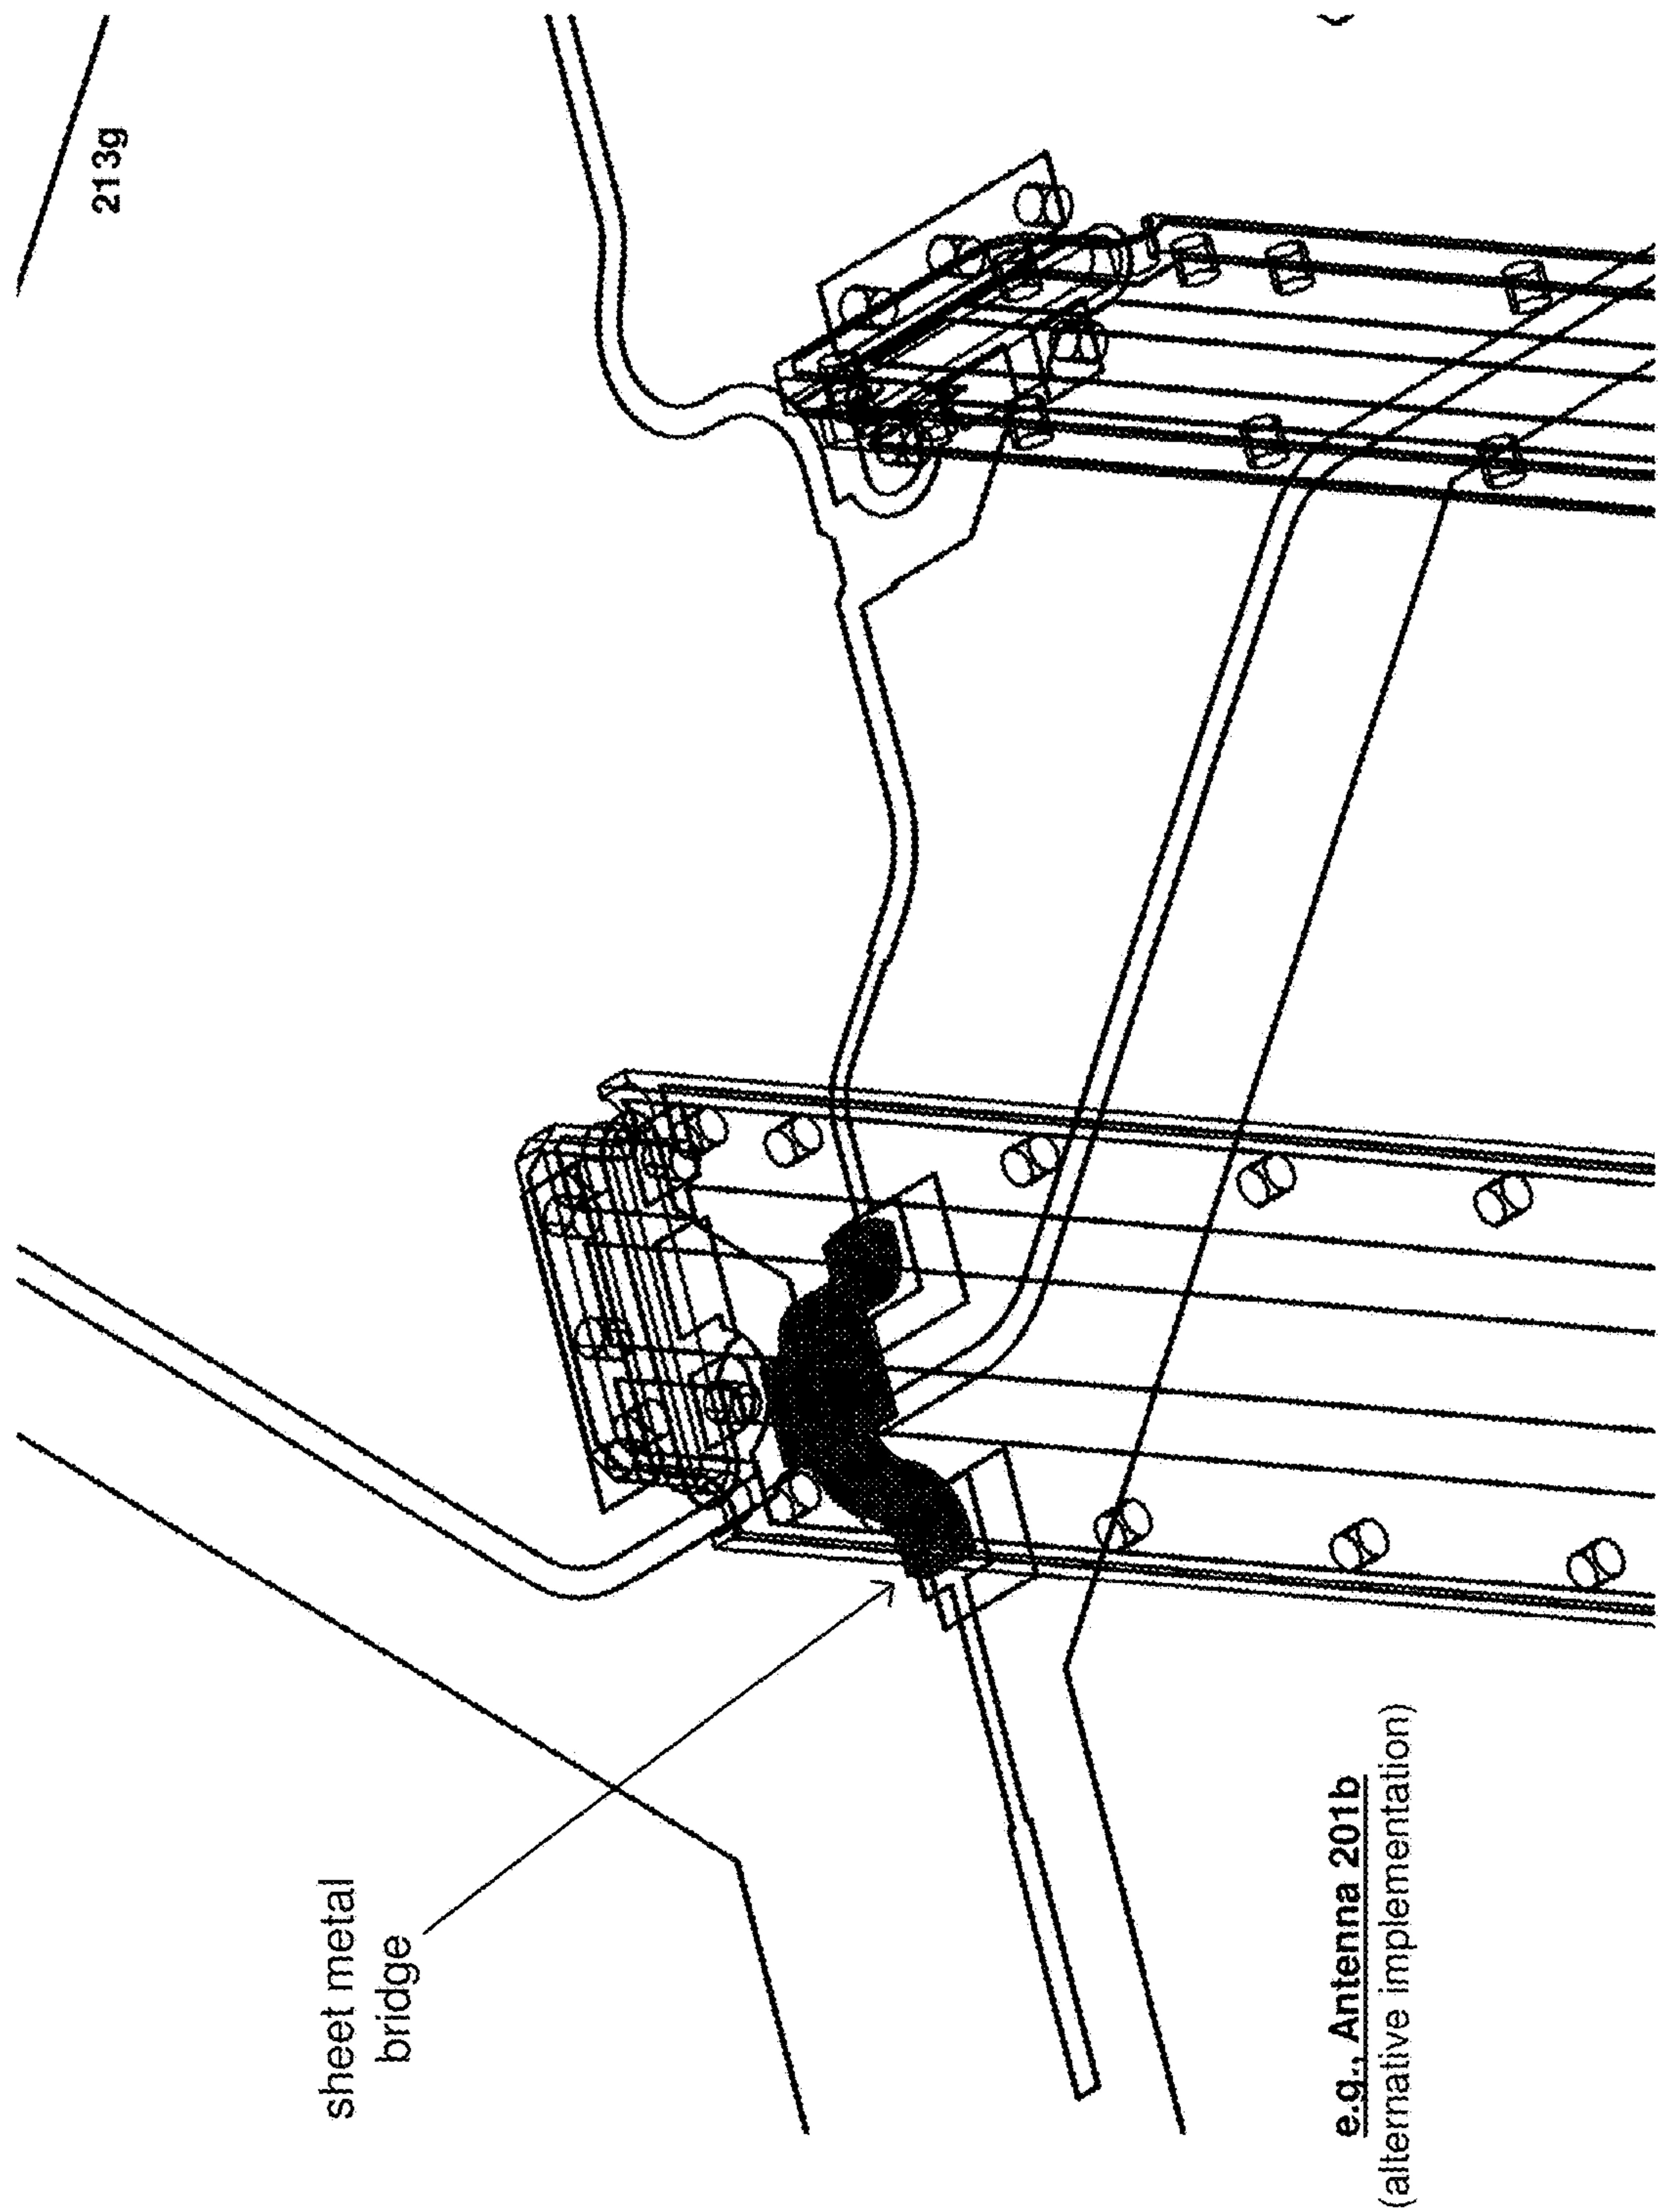 213g
sheet metal
bridge
e.g., Antenna 201b
(alternative implementation)